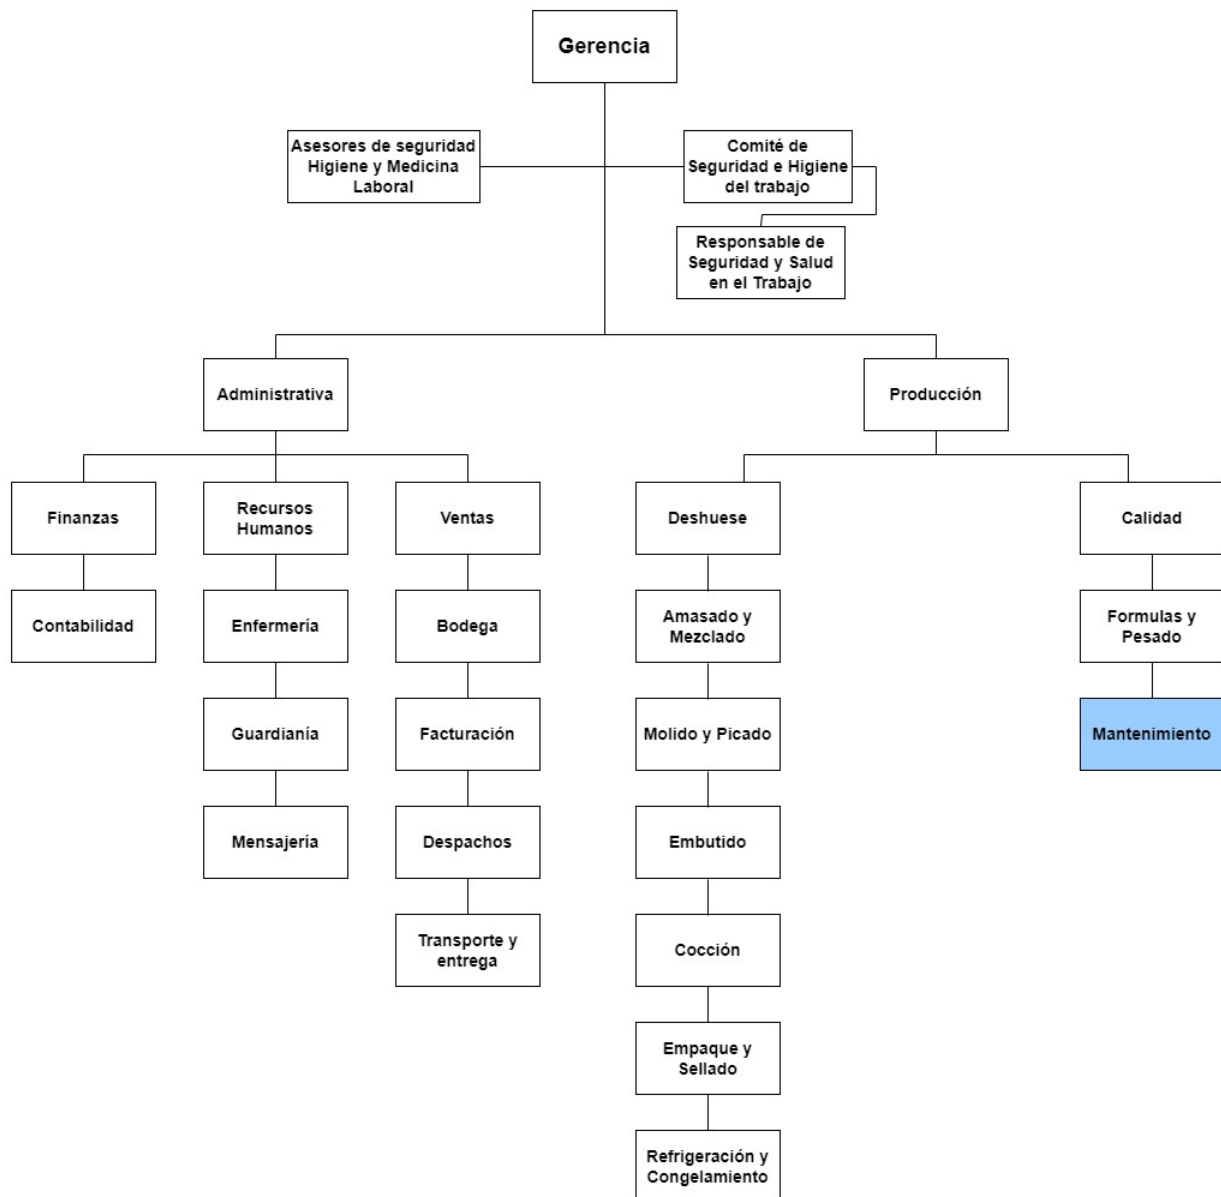 Gerencia
Asesores de seguridad
Higiene y Medicina
Laboral
Comité de
Seguridad e Higiene
del trabajo
Responsable de
Seguridad y Salud
en el Trabajo
Administrativa
Producción
Finanzas
Recursos
Humanos
Ventas
Deshuese
Calidad
Contabilidad
Enfermería
Bodega
Amasado y
Mezclado
Formulas y
Pesado
Guardianía
Facturación
Molido y Picado
Mantenimiento
Mensajería
Despachos
Embutido
Transporte y
entrega
Cocción
Empaque y
Sellado
Refrigeración y
Congelamiento